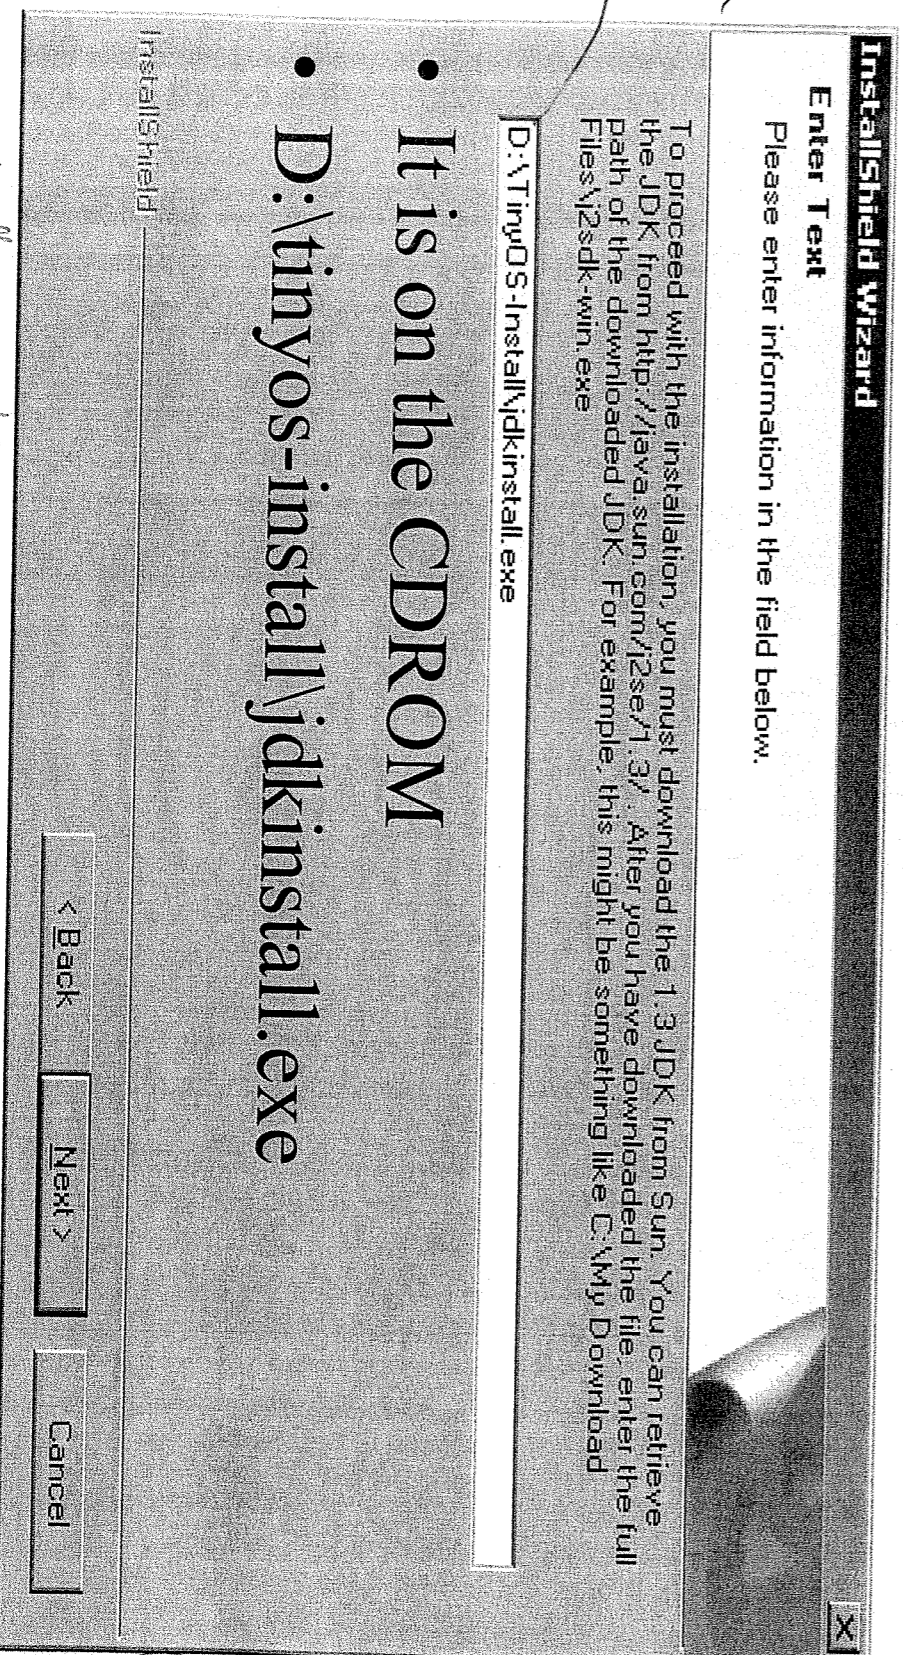 InstallShield Wizard
Enter Text
Please enter information in the field below.
To proceed with the installation, you must download the 1.3 JDK from Sun. You can retrieve
the JDK from http://java.sun.com/j2se/1.3/ . After you have downloaded the file, enter the full
path of the downloaded JDK. For example, this might be something like C:\My Download
Files\j2sdk-win.exe
D:\TinyOS-Install\jdkinstall.exe
• It is on the CDROM
• D:\tinyos-install\jdkinstall.exe
InstallShield
< Back
Next >
Cancel